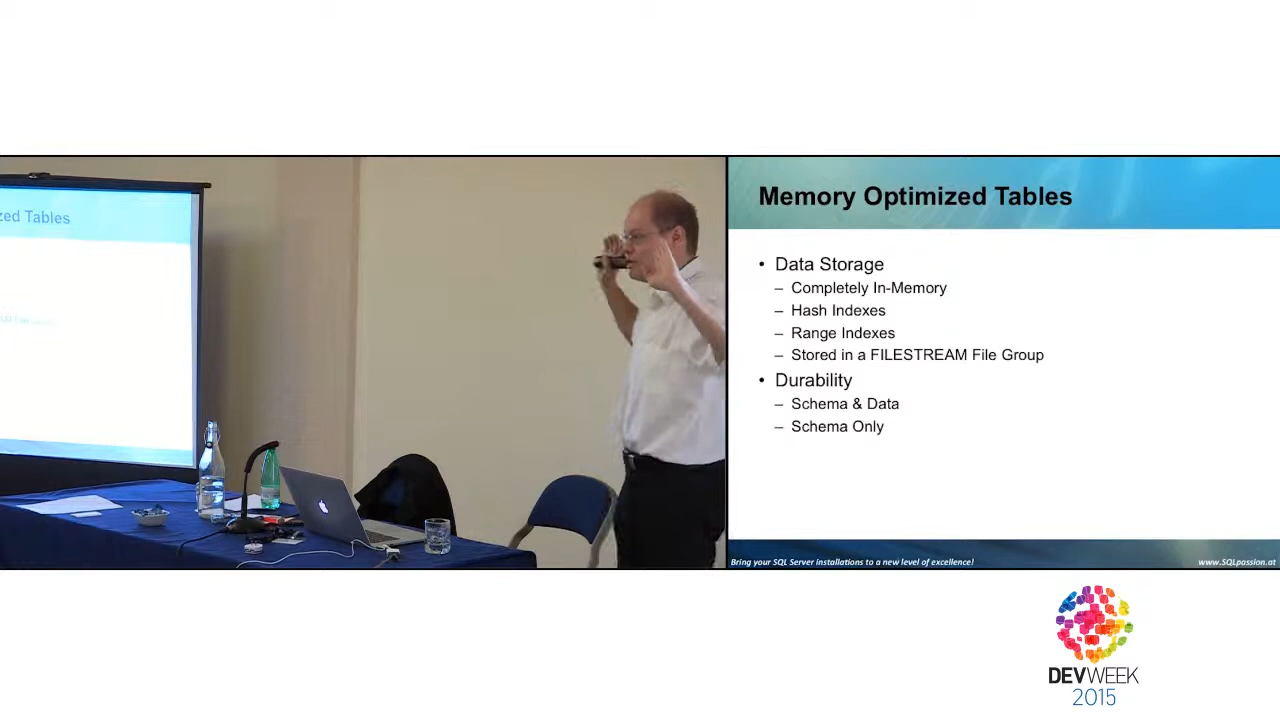 zed Tables
Memory Optimized Tables
• Data Storage
– Completely In-Memory
– Hash Indexes
– Range Indexes
– Stored in a FILESTREAM File Group
• Durability
– Schema & Data
– Schema Only
Bring your SQL Server installations to a new level of excellence!
www.SQLpassion.at
DEVWEEK
2015